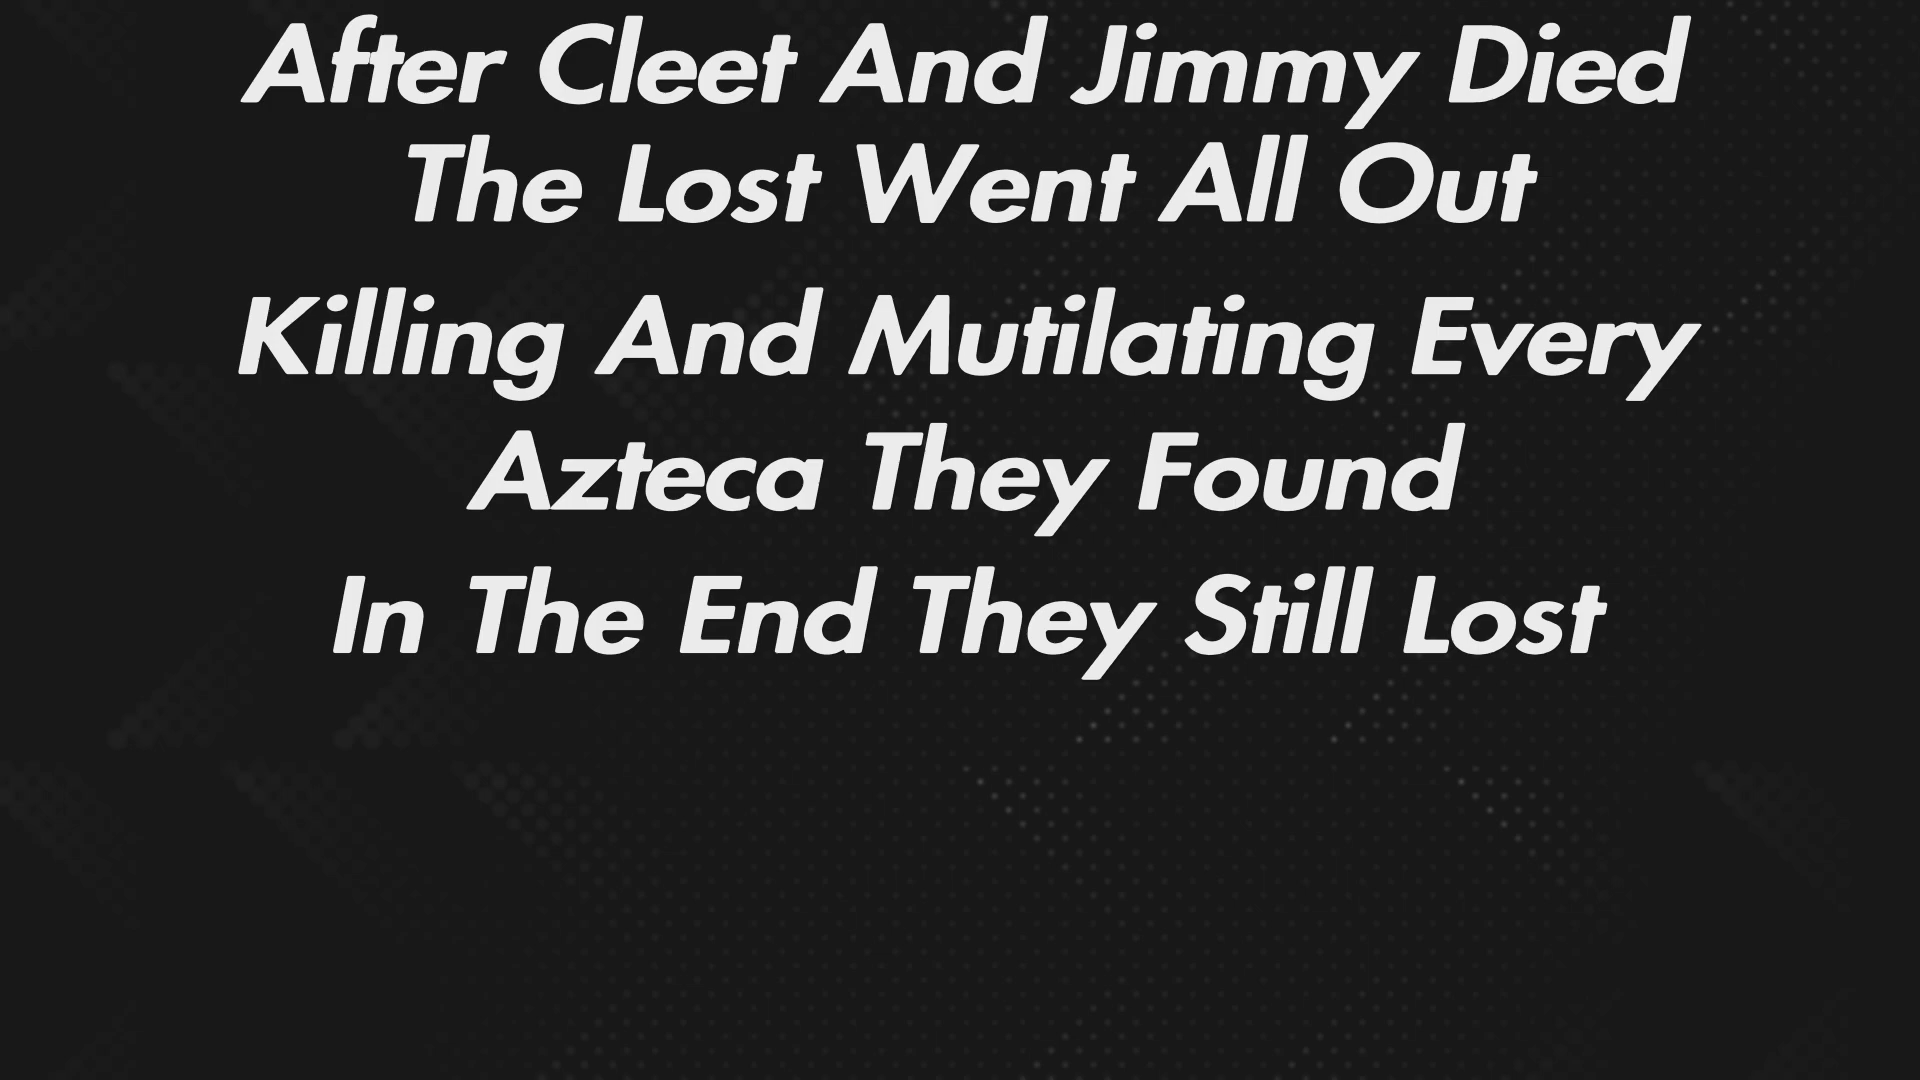 After Cleet And Jimmy Died
The Lost Went All Out
Killing And Mutilating Every
Azteca They Found
In The End They Still Lost